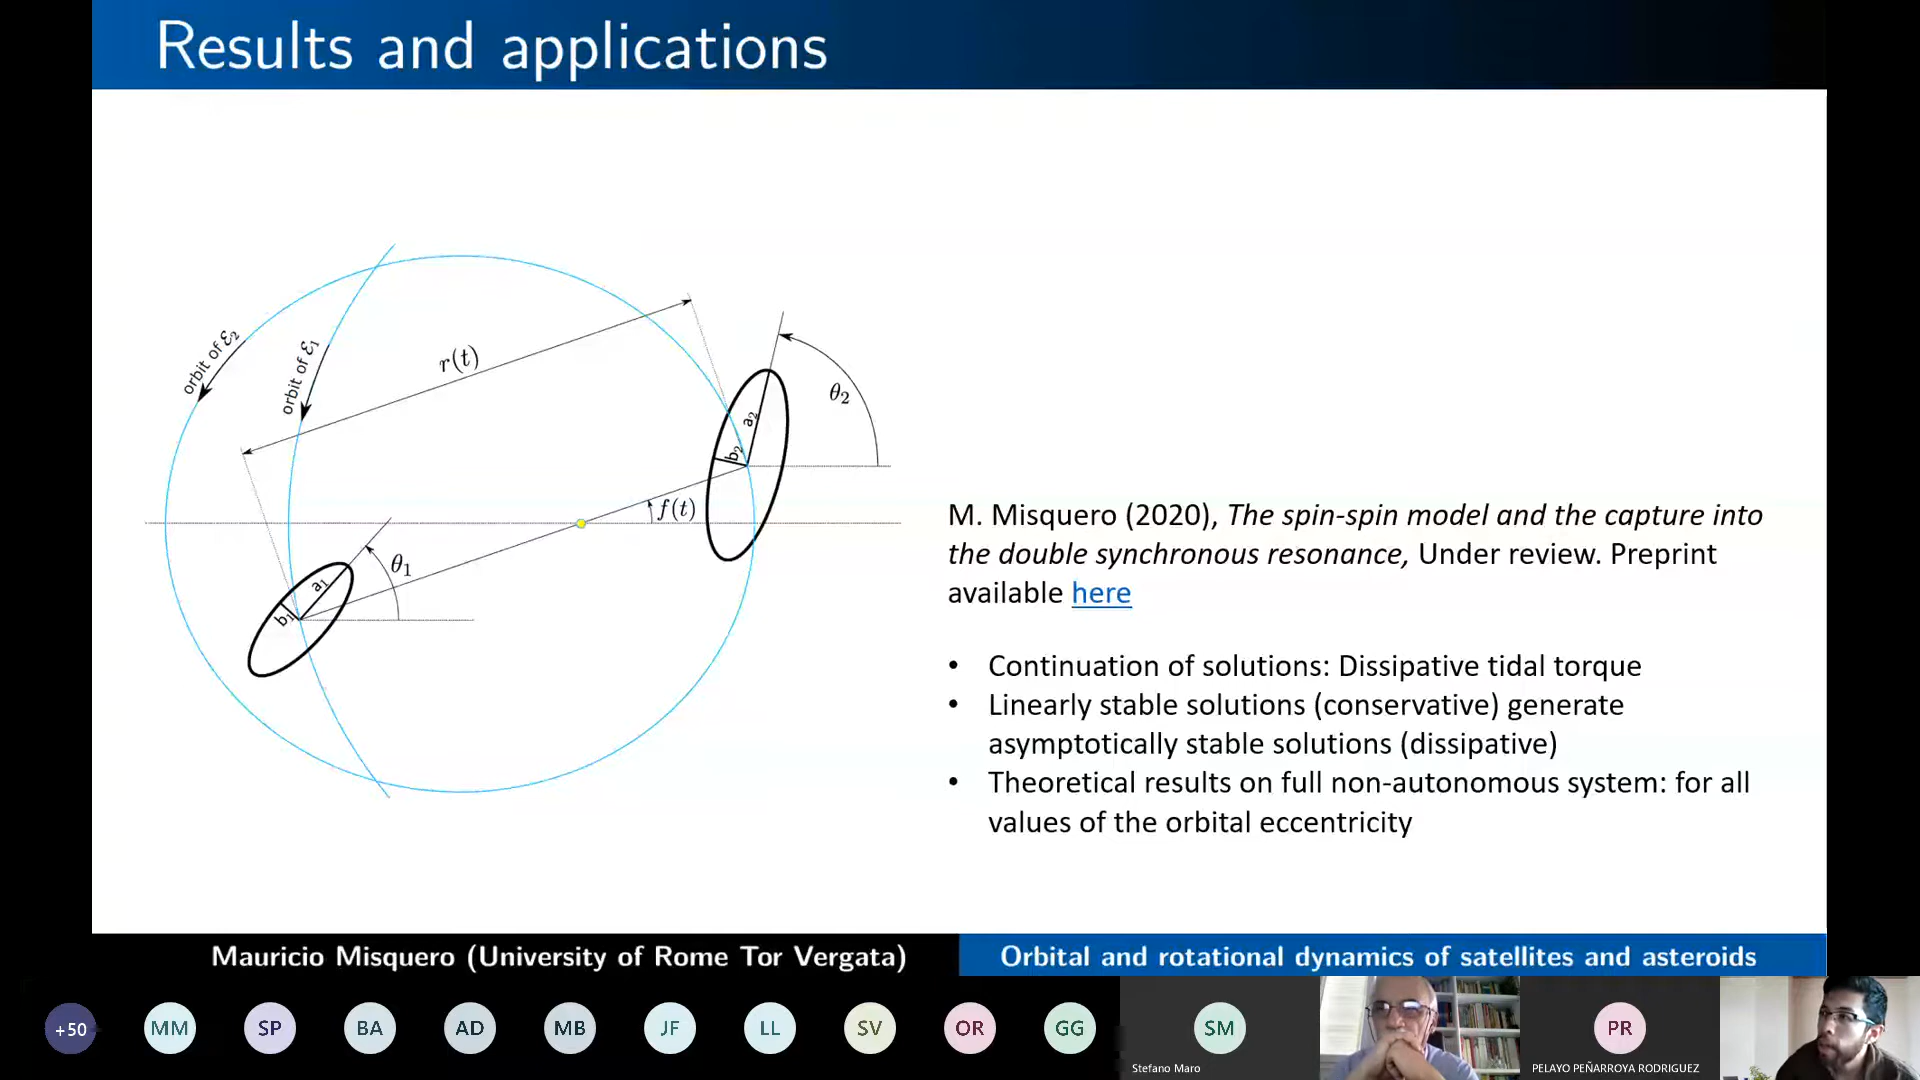 Results and applications
orbit of ℰ₂
orbit of ℰ₁
r(t)
θ₂
a₂
b₂
f(t)
θ₁
a₁
b₁
M. Misquero (2020), The spin-spin model and the capture into
the double synchronous resonance, Under review. Preprint
available here
• Continuation of solutions: Dissipative tidal torque
• Linearly stable solutions (conservative) generate
asymptotically stable solutions (dissipative)
• Theoretical results on full non-autonomous system: for all
values of the orbital eccentricity
Mauricio Misquero (University of Rome Tor Vergata)
Orbital and rotational dynamics of satellites and asteroids
+50
MM
SP
BA
AD
MB
JF
LL
SV
OR
GG
SM
Stefano Maro
PR
PELAYO PEÑARROYA RODRIGUEZ